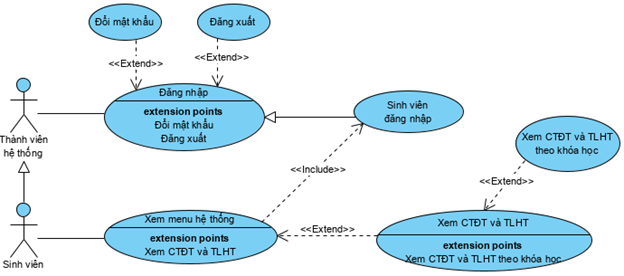 Đổi mật khẩu
Đăng xuất
<<Extend>>
<<Extend>>
Đăng nhập
extension points
Đổi mật khẩu
Đăng xuất
Sinh viên
đăng nhập
Thành viên
hệ thống
Xem CTĐT và TLHT
theo khóa học
<<Include>>
<<Extend>>
Xem menu hệ thống
extension points
Xem CTĐT và TLHT
<<Extend>>
Xem CTĐT và TLHT
extension points
Xem CTĐT và TLHT theo khóa học
Sinh viên